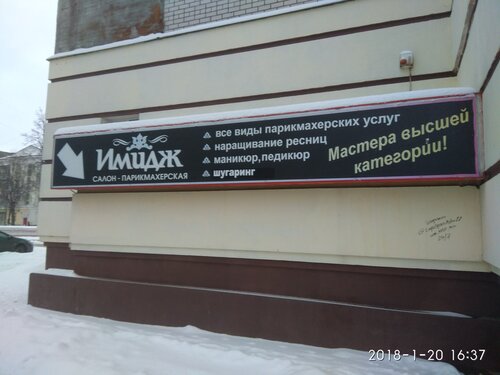 Имидж
САЛОН - ПАРИКМАХЕРСКАЯ
все виды парикмахерских услуг
наращивание ресниц
маникюр,педикюр
шугаринг
Мастера высшей
категории!
2018-1-20 16:37